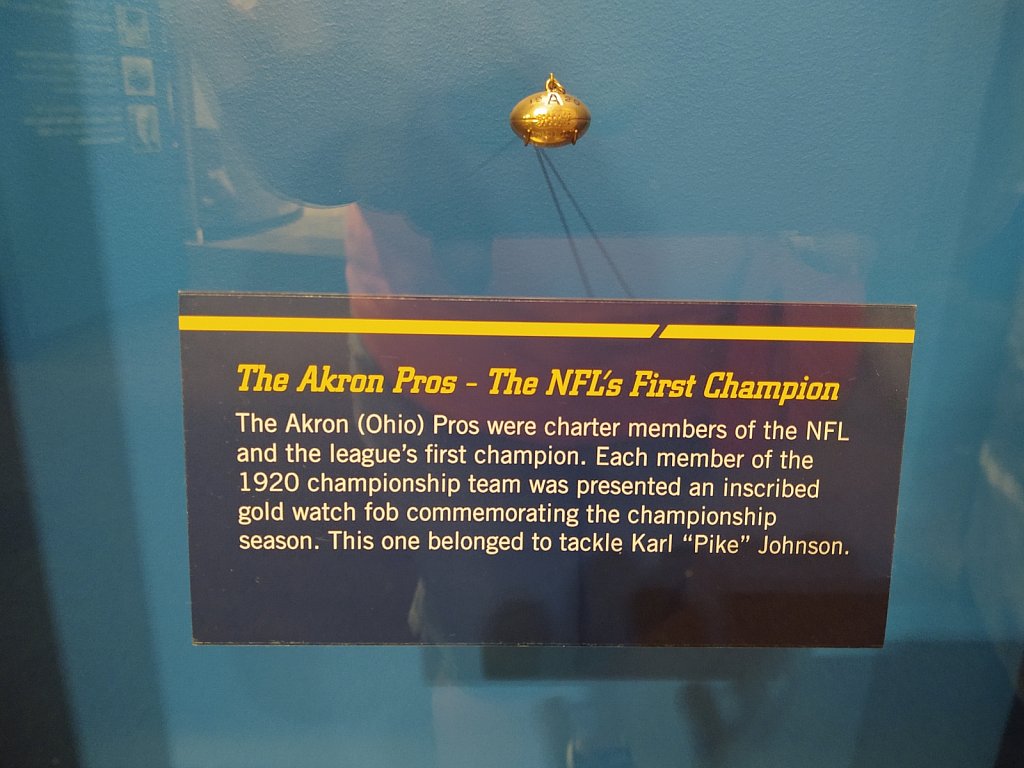 19 A 20
The Akron Pros - The NFL's First Champion
The Akron (Ohio) Pros were charter members of the NFL
and the league's first champion. Each member of the
1920 championship team was presented an inscribed
gold watch fob commemorating the championship
season. This one belonged to tackle Karl “Pike” Johnson.